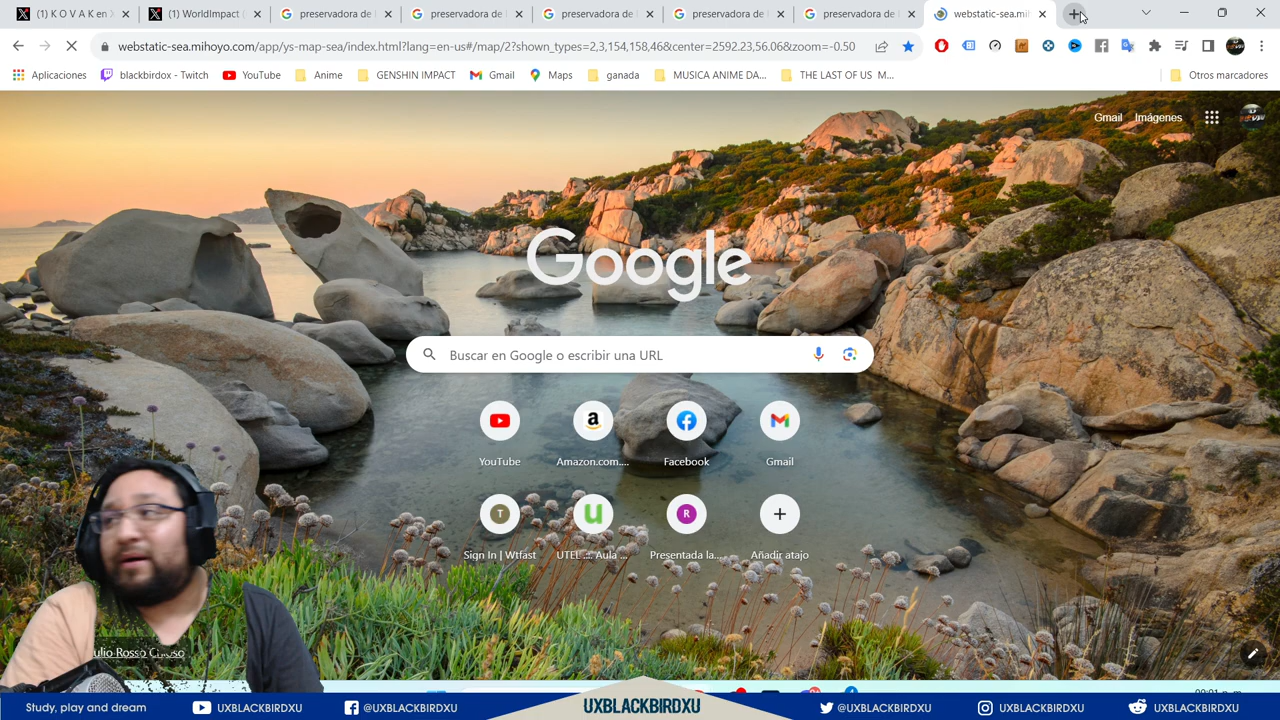 (1) K O V A K en X
(1) WorldImpact (
preservadora de
preservadora de
preservadora de
preservadora de
preservadora de
webstatic-sea.mih
webstatic-sea.mihoyo.com/app/ys-map-sea/index.html?lang=en-us#/map/2?shown_types=2,3,154,158,46&center=2592.23,56.06&zoom=-0.50
Aplicaciones
blackbirdox - Twitch
YouTube
Anime
GENSHIN IMPACT
Gmail
Maps
ganada
MUSICA ANIME DA...
THE LAST OF US M...
Otros marcadores
Gmail
Imágenes
Google
Buscar en Google o escribir una URL
YouTube
Amazon.com....
Facebook
Gmail
T
R
Sign In | Wtfast
UTEL .::. Aula ...
Presentada la...
Añadir atajo
ulio Rosso
Study, play and dream
UXBLACKBIRDXU
@UXBLACKBIRDXU
UXBLACKBIRDXU
@UXBLACKBIRDXU
UXBLACKBIRDXU
UXBLACKBIRDXU